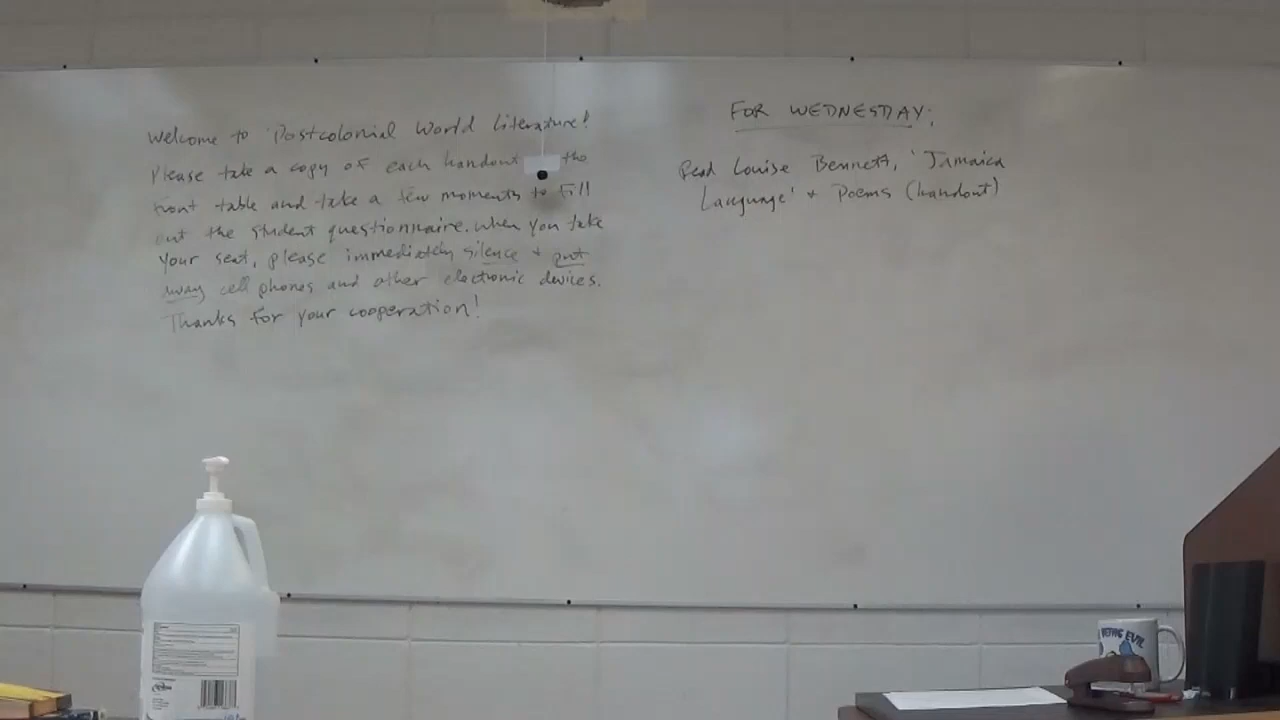 Welcome to Postcolonial World Literature!
Please take a copy of each handout the
front table and take a few moments to fill
out the student questionnaire. When you take
your seat, please immediately silence + put
away cell phones and other electronic devices.
Thanks for your cooperation!
FOR WEDNESDAY:
Read Louise Bennett, 'Jamaica
Language' + Poems (handout)
BEING EVIL